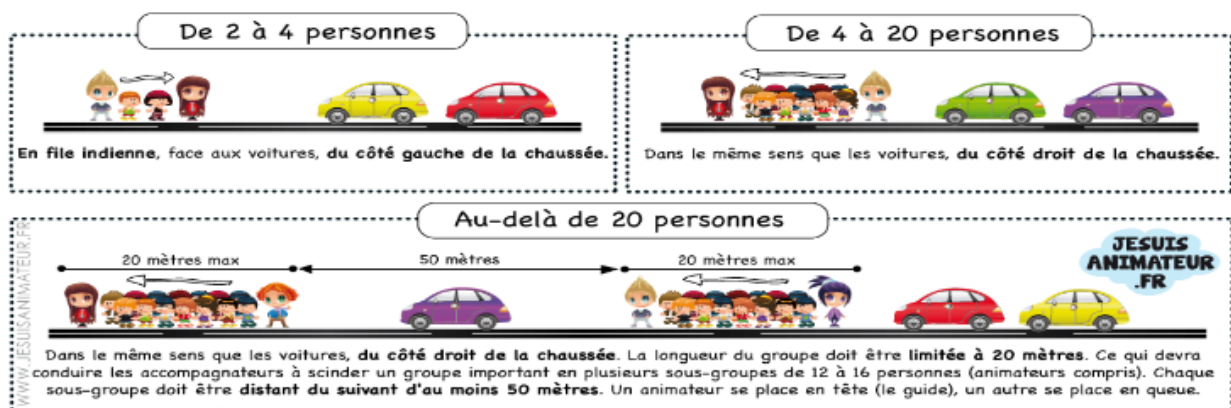 De 2 à 4 personnes
En file indienne, face aux voitures, du côté gauche de la chaussée.
De 4 à 20 personnes
Dans le même sens que les voitures, du côté droit de la chaussée.
Au-delà de 20 personnes
20 mètres max
50 mètres
20 mètres max
JESUIS
ANIMATEUR
.FR
WWW.JESUISANIMATEUR.FR
Dans le même sens que les voitures, du côté droit de la chaussée. La longueur du groupe doit être limitée à 20 mètres. Ce qui devra
conduire les accompagnateurs à scinder un groupe important en plusieurs sous-groupes de 12 à 16 personnes (animateurs compris). Chaque
sous-groupe doit être distant du suivant d'au moins 50 mètres. Un animateur se place en tête (le guide), un autre se place en queue.